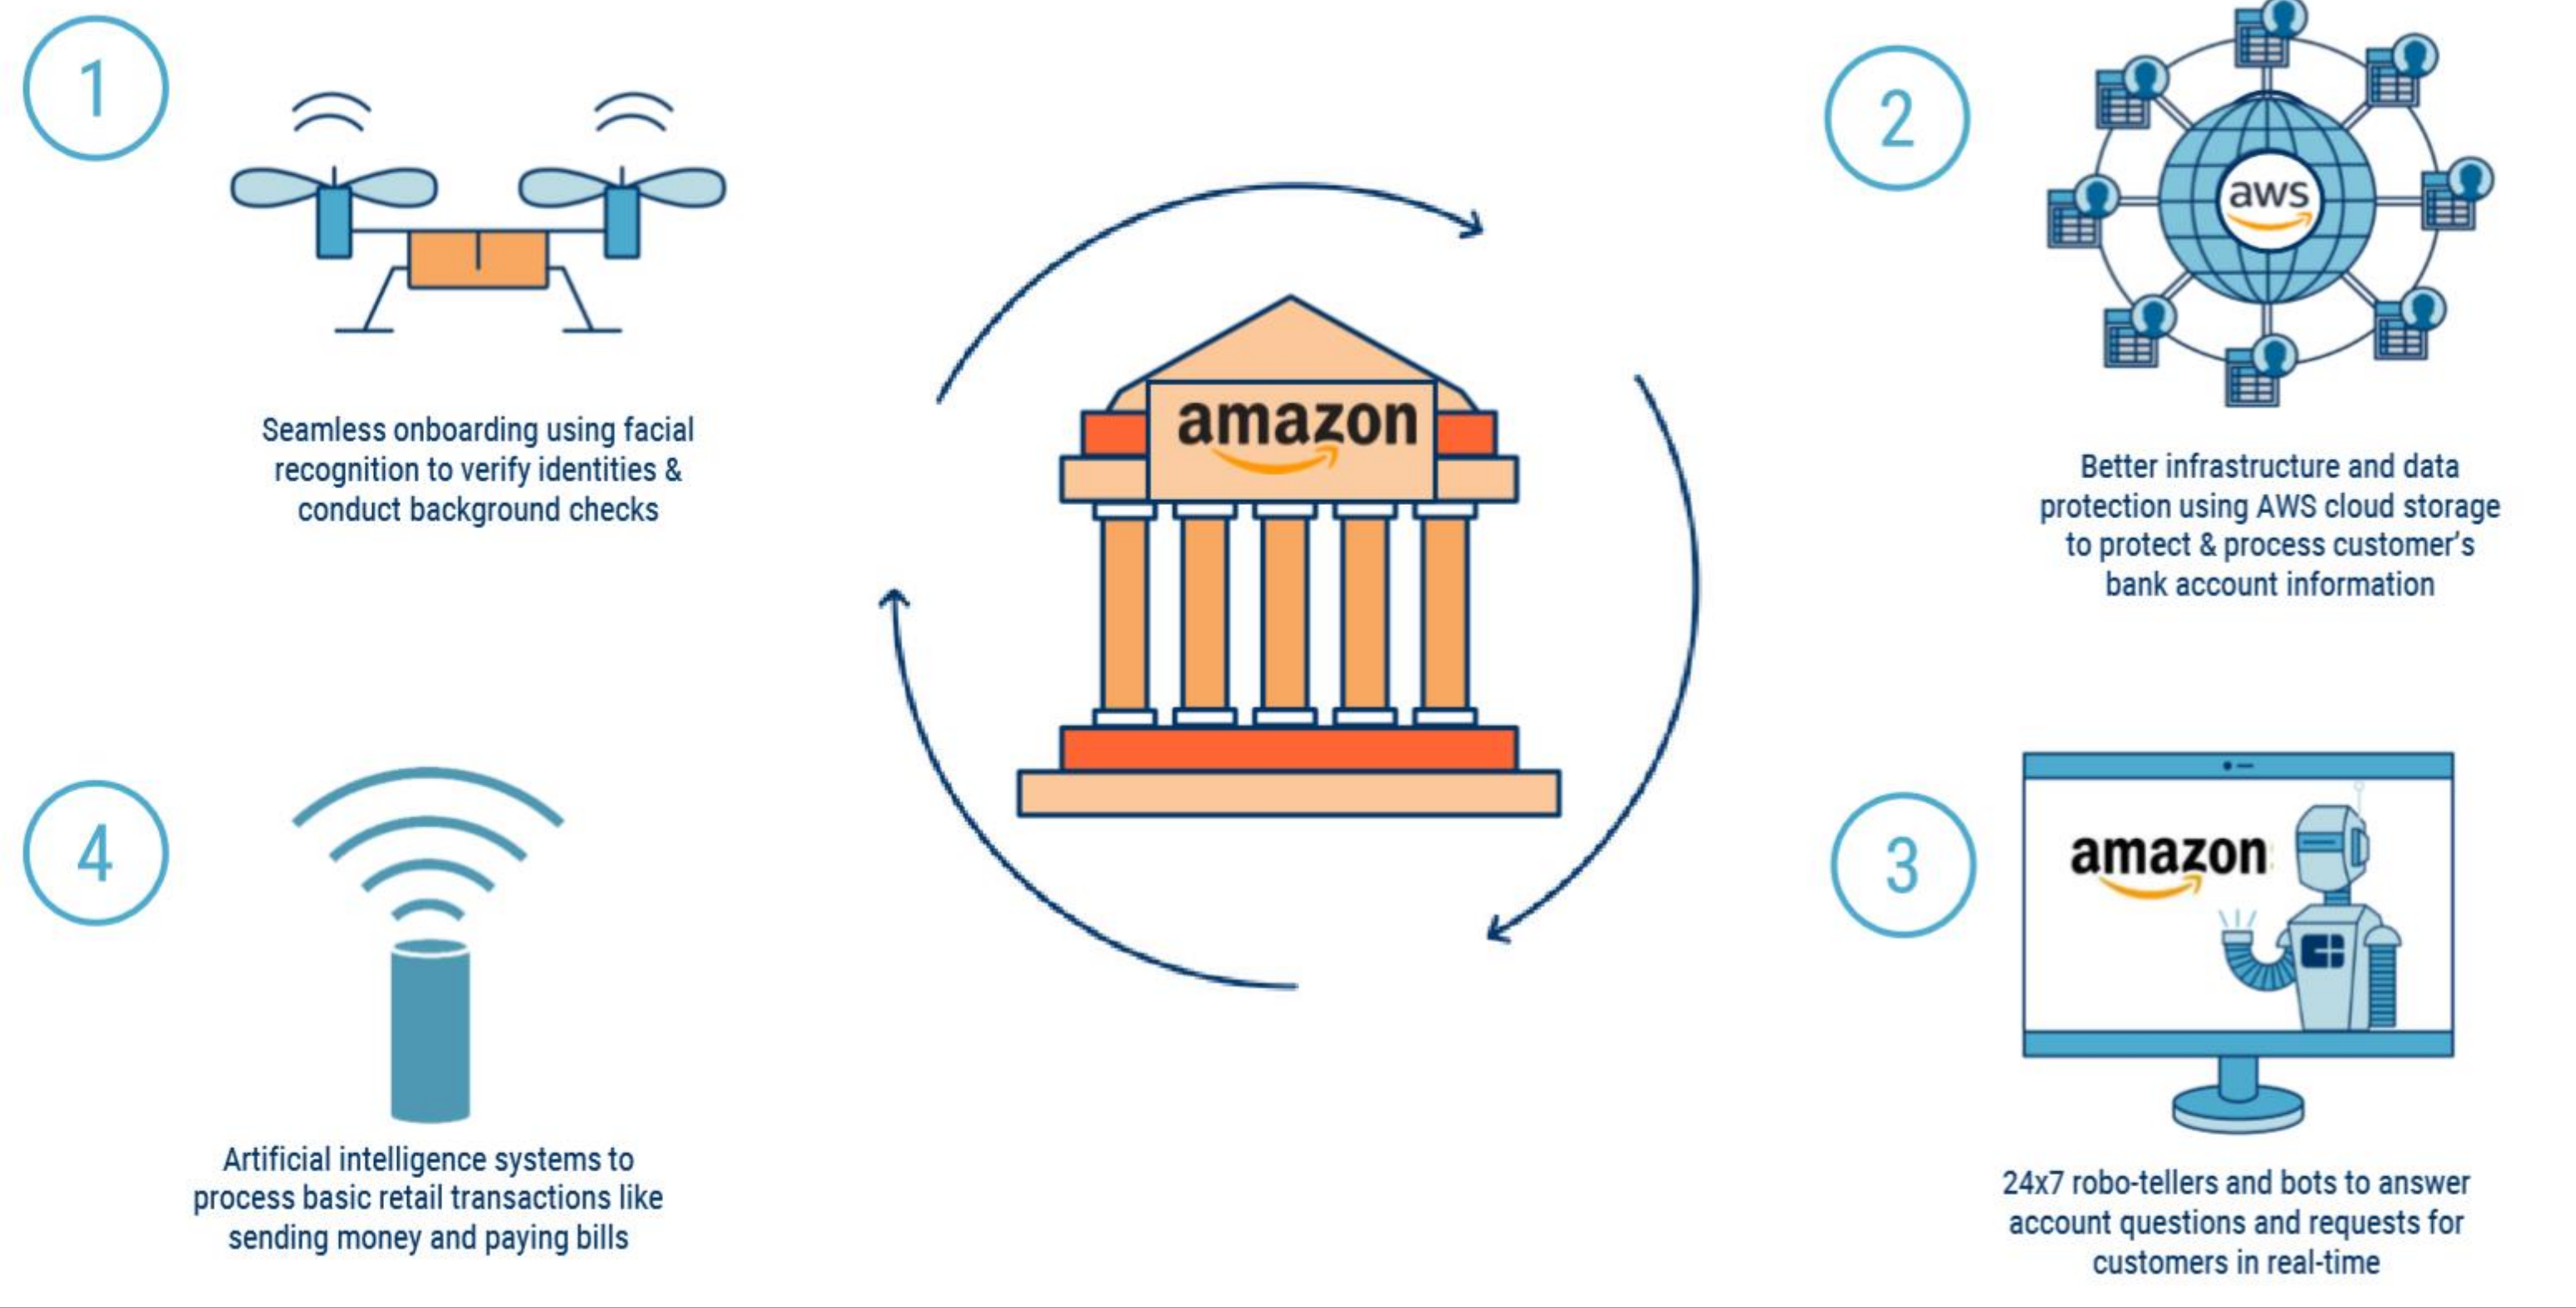 1
Seamless onboarding using facial
recognition to verify identities &
conduct background checks
2
aws
Better infrastructure and data
protection using AWS cloud storage
to protect & process customer's
bank account information
amazon
3
amazon
24x7 robo-tellers and bots to answer
account questions and requests for
customers in real-time
4
Artificial intelligence systems to
process basic retail transactions like
sending money and paying bills